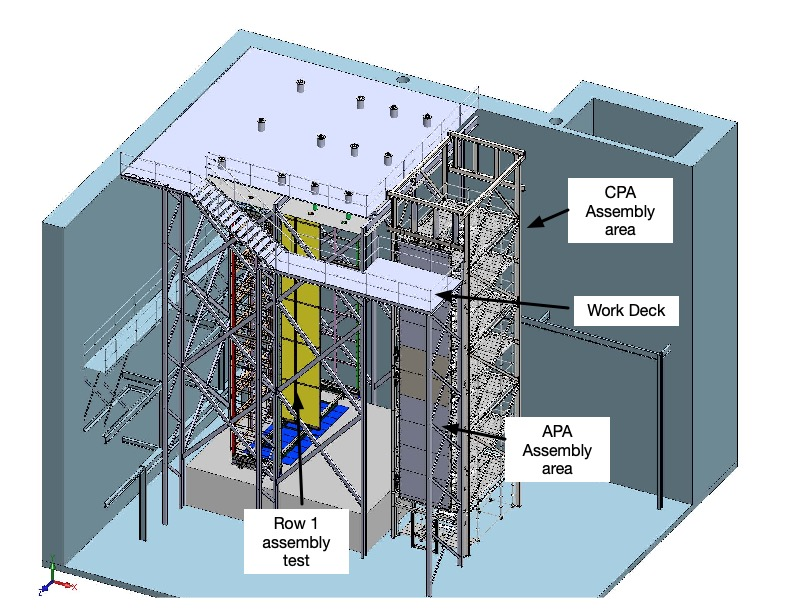 CPA
Assembly
area
Work Deck
APA
Assembly
area
Row 1
assembly
test
Y
X
Z